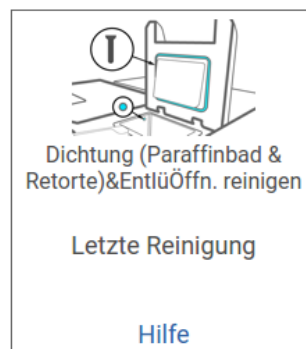 Dichtung (Paraffinbad &
Retorte)&EntlüÖffn. reinigen
Letzte Reinigung
Hilfe